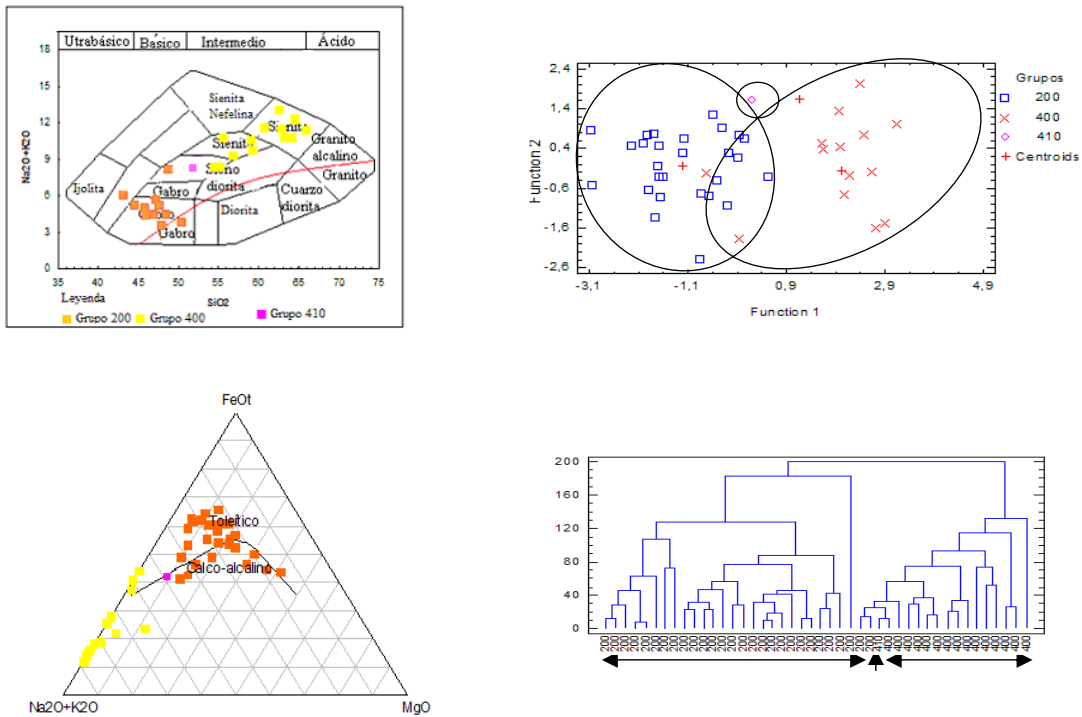 Utrabásico Básico Intermedio Ácido
18
15
12
9
6
3
0
Na2O+K2O
Sienita
Nefelina
Sienita
Sienita
Granito
alcalino
Granito
Sieno
diorita
Cuarzo
diorita
Ijolita
Gabro
Diorita
Gabro
35 40 45 50 55 60 65 70 75
SiO2
Leyenda
Grupo 200 Grupo 400 Grupo 410
2,4
1,4
0,4
-0,6
-1,6
-2,6
Function 2
-3,1 -1,1 0,9 2,9 4,9
Function 1
Grupos
200
400
410
Centroids
FeOt
Toleítico
Calco-alcalino
Na2O+K2O MgO
200
160
120
80
40
0